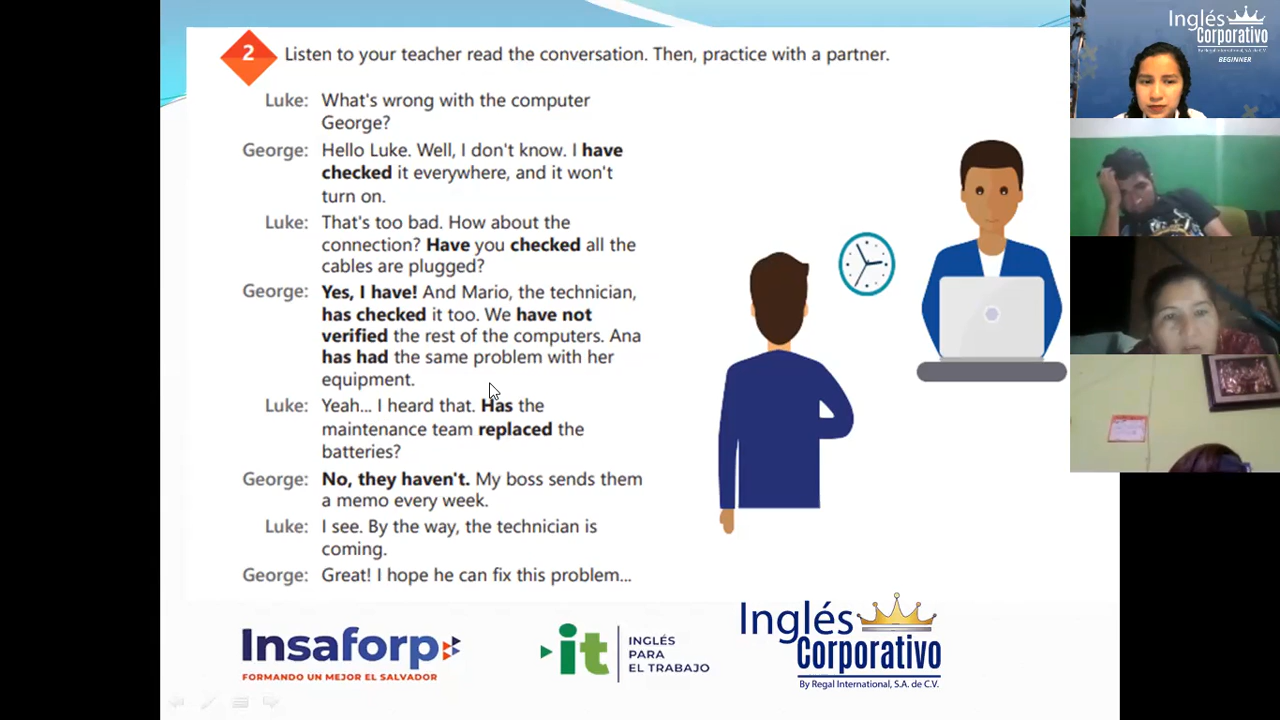 2 Listen to your teacher read the conversation. Then, practice with a partner.
Luke: What's wrong with the computer
George?
George: Hello Luke. Well, I don't know. I have
checked it everywhere, and it won't
turn on.
Luke: That's too bad. How about the
connection? Have you checked all the
cables are plugged?
George: Yes, I have! And Mario, the technician,
has checked it too. We have not
verified the rest of the computers. Ana
has had the same problem with her
equipment.
Luke: Yeah... I heard that. Has the
maintenance team replaced the
batteries?
George: No, they haven't. My boss sends them
a memo every week.
Luke: I see. By the way, the technician is
coming.
George: Great! I hope he can fix this problem...
Insaforp
FORMANDO UN MEJOR EL SALVADOR
it
INGLÉS
PARA
EL TRABAJO
Inglés
Corporativo
By Regal International, S.A. de C.V.
Inglés
Corporativo
By Regal International, S.A. de C.V.
BEGINNER